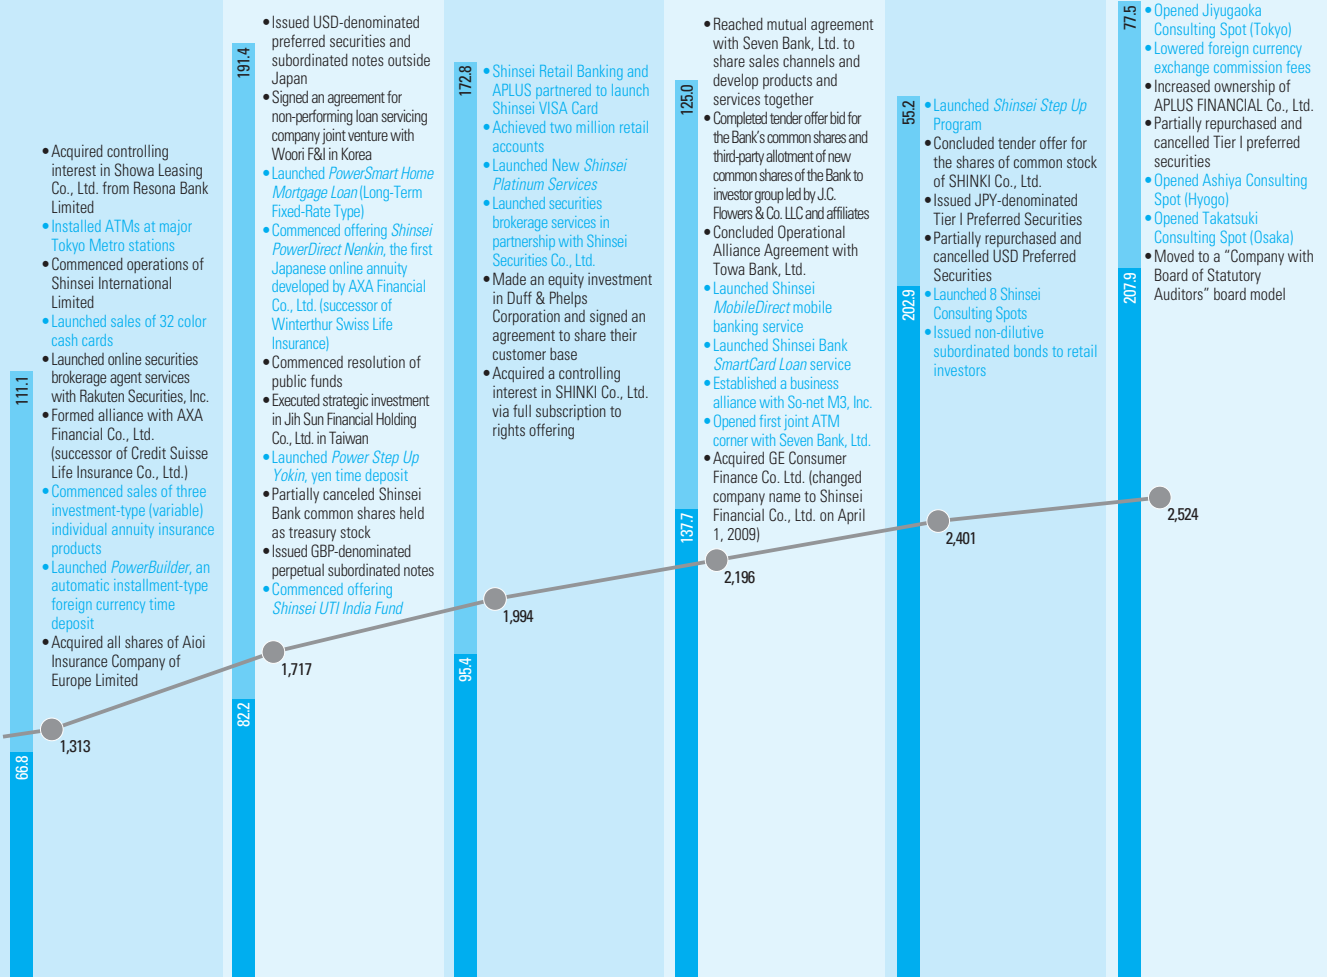 111.1
66.8
• Acquired controlling
interest in Showa Leasing
Co., Ltd. from Resona Bank
Limited
• Installed ATMs at major
Tokyo Metro stations
• Commenced operations of
Shinsei International
Limited
• Launched sales of 32 color
cash cards
• Launched online securities
brokerage agent services
with Rakuten Securities, Inc.
• Formed alliance with AXA
Financial Co., Ltd.
(successor of Credit Suisse
Life Insurance Co., Ltd.)
• Commenced sales of three
investment-type (variable)
individual annuity insurance
products
• Launched PowerBuilder, an
automatic installment-type
foreign currency time
deposit
• Acquired all shares of Aioi
Insurance Company of
Europe Limited
1,313
191.4
82.2
• Issued USD-denominated
preferred securities and
subordinated notes outside
Japan
• Signed an agreement for
non-performing loan servicing
company joint venture with
Woori F&I in Korea
• Launched PowerSmart Home
Mortgage Loan (Long-Term
Fixed-Rate Type)
• Commenced offering Shinsei
PowerDirect Nenkin, the first
Japanese online annuity
developed by AXA Financial
Co., Ltd. (successor of
Winterthur Swiss Life
Insurance)
• Commenced resolution of
public funds
• Executed strategic investment
in Jih Sun Financial Holding
Co., Ltd. in Taiwan
• Launched Power Step Up
Yokin, yen time deposit
• Partially canceled Shinsei
Bank common shares held
as treasury stock
• Issued GBP-denominated
perpetual subordinated notes
• Commenced offering
Shinsei UTI India Fund
1,717
172.8
95.4
• Shinsei Retail Banking and
APLUS partnered to launch
Shinsei VISA Card
• Achieved two million retail
accounts
• Launched New Shinsei
Platinum Services
• Launched securities
brokerage services in
partnership with Shinsei
Securities Co., Ltd.
• Made an equity investment
in Duff & Phelps
Corporation and signed an
agreement to share their
customer base
• Acquired a controlling
interest in SHINKI Co., Ltd.
via full subscription to
rights offering
1,994
125.0
137.7
• Reached mutual agreement
with Seven Bank, Ltd. to
share sales channels and
develop products and
services together
• Completed tender offer bid for
the Bank's common shares and
third-party allotment of new
common shares of the Bank to
investor group led by J.C.
Flowers & Co. LLC and affiliates
• Concluded Operational
Alliance Agreement with
Towa Bank, Ltd.
• Launched Shinsei
MobileDirect mobile
banking service
• Launched Shinsei Bank
SmartCard Loan service
• Established a business
alliance with So-net M3, Inc.
• Opened first joint ATM
corner with Seven Bank, Ltd.
• Acquired GE Consumer
Finance Co. Ltd. (changed
company name to Shinsei
Financial Co., Ltd. on April
1, 2009)
2,196
55.2
202.9
• Launched Shinsei Step Up
Program
• Concluded tender offer for
the shares of common stock
of SHINKI Co., Ltd.
• Issued JPY-denominated
Tier I Preferred Securities
• Partially repurchased and
cancelled USD Preferred
Securities
• Launched 8 Shinsei
Consulting Spots
• Issued non-dilutive
subordinated bonds to retail
investors
2,401
77.5
207.9
• Opened Jiyugaoka
Consulting Spot (Tokyo)
• Lowered foreign currency
exchange commission fees
• Increased ownership of
APLUS FINANCIAL Co., Ltd.
• Partially repurchased and
cancelled Tier I preferred
securities
• Opened Ashiya Consulting
Spot (Hyogo)
• Opened Takatsuki
Consulting Spot (Osaka)
• Moved to a "Company with
Board of Statutory
Auditors" board model
2,524